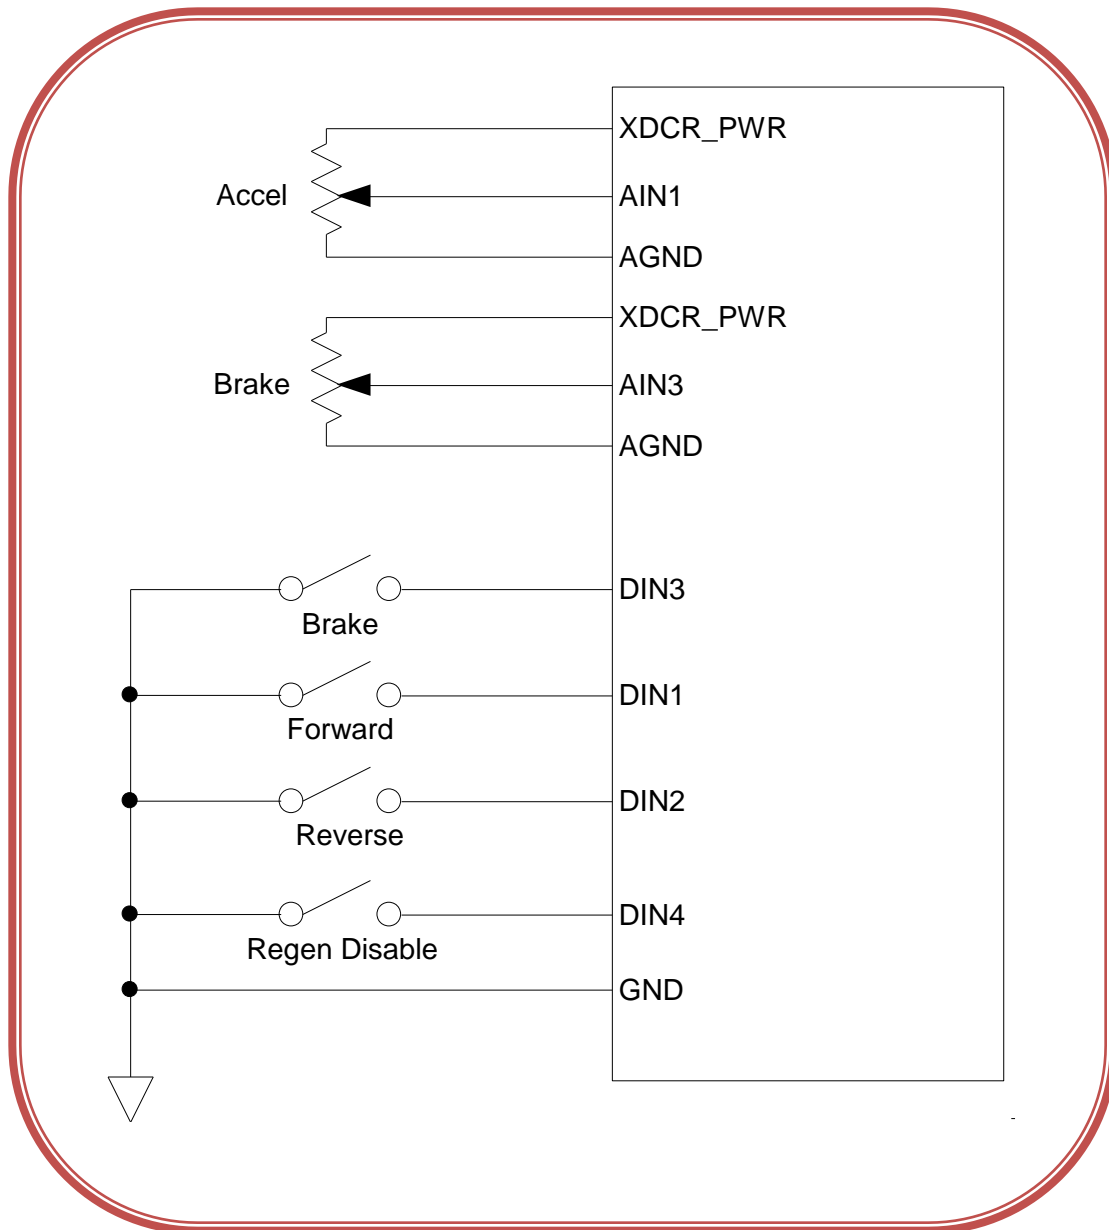 XDCR_PWR
Accel
AIN1
AGND
XDCR_PWR
Brake
AIN3
AGND
DIN3
Brake
DIN1
Forward
DIN2
Reverse
DIN4
Regen Disable
GND
-